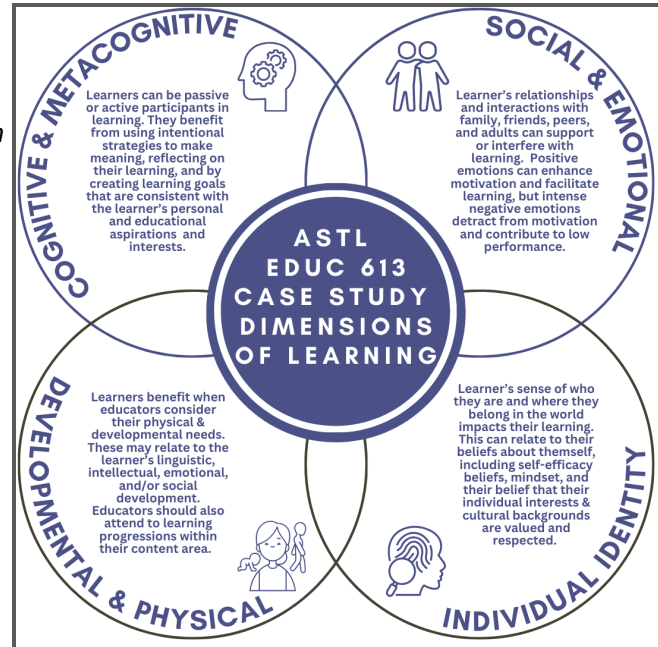 COGNITIVE & METACOGNITIVE
Learners can be passive
or active participants in
learning. They benefit
from using intentional
strategies to make
meaning, reflecting on
their learning, and by
creating learning goals
that are consistent with
the learner's personal
and educational
aspirations and
interests.
SOCIAL & EMOTIONAL
Learner's relationships
and interactions with
family, friends, peers,
and adults can support
or interfere with
learning. Positive
emotions can enhance
motivation and facilitate
learning, but intense
negative emotions
detract from motivation
and contribute to low
performance.
ASTL
EDUC 613
CASE STUDY
DIMENSIONS
OF LEARNING
DEVELOPMENTAL & PHYSICAL
Learners benefit when
educators consider
their physical &
developmental needs.
These may relate to the
learner's linguistic,
intellectual, emotional,
and/or social
development.
Educators should also
attend to learning
progressions within
their content area.
INDIVIDUAL IDENTITY
Learner's sense of who
they are and where they
belong in the world
impacts their learning.
This can relate to their
beliefs about themself,
including self-efficacy
beliefs, mindset, and
their belief that their
individual interests &
cultural backgrounds
are valued and
respected.